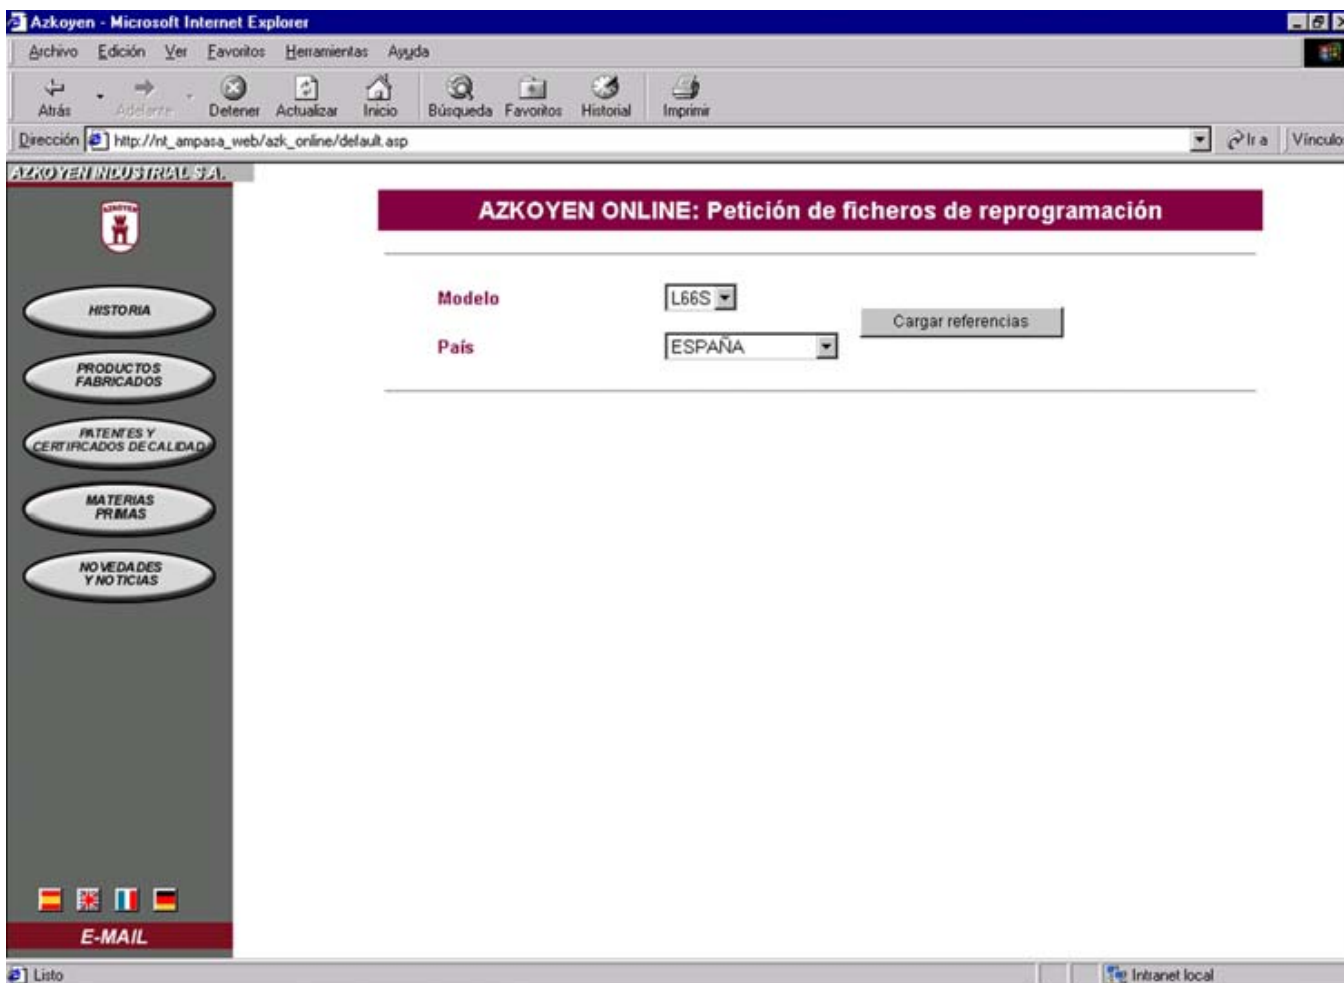 Azkoyen - Microsoft Internet Explorer
Archivo Edición Ver Favoritos Herramientas Ayuda
Atrás Adelante Detener Actualizar Inicio Búsqueda Favoritos Historial Imprimir
Dirección http://nt_ampasa_web/azk_online/default.asp Ir a Vínculo
AZKOYEN INDUSTRIAL S.A.
AZKOYEN
AZKOYEN ONLINE: Petición de ficheros de reprogramación
HISTORIA
PRODUCTOS
FABRICADOS
PATENTES Y
CERTIFICADOS DE CALIDAD
MATERIAS
PRIMAS
NOVEDADES
Y NOTICIAS
Modelo L66S
Cargar referencias
País ESPAÑA
E-MAIL
Listo Intranet local